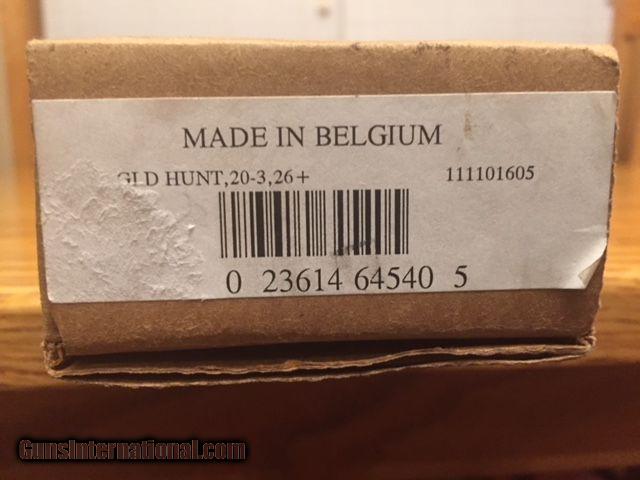 MADE IN BELGIUM
GLD HUNT,20-3,26+ 111101605
0 23614 64540 5
GunsInternational.com